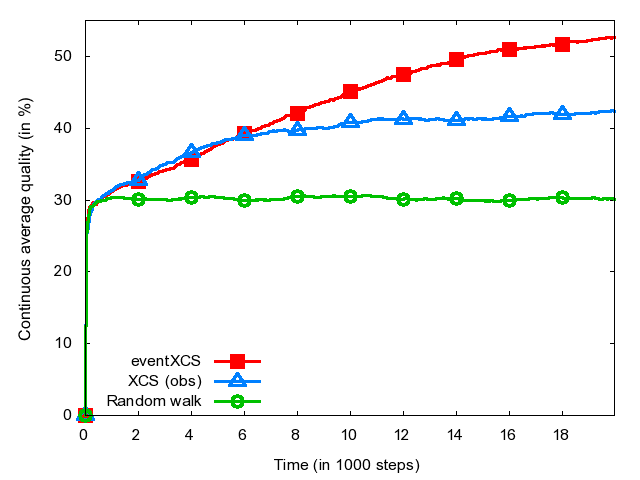 50
40
30
20
10
0
Continuous average quality (in %)
eventXCS
XCS (obs)
Random walk
0 2 4 6 8 10 12 14 16 18
Time (in 1000 steps)